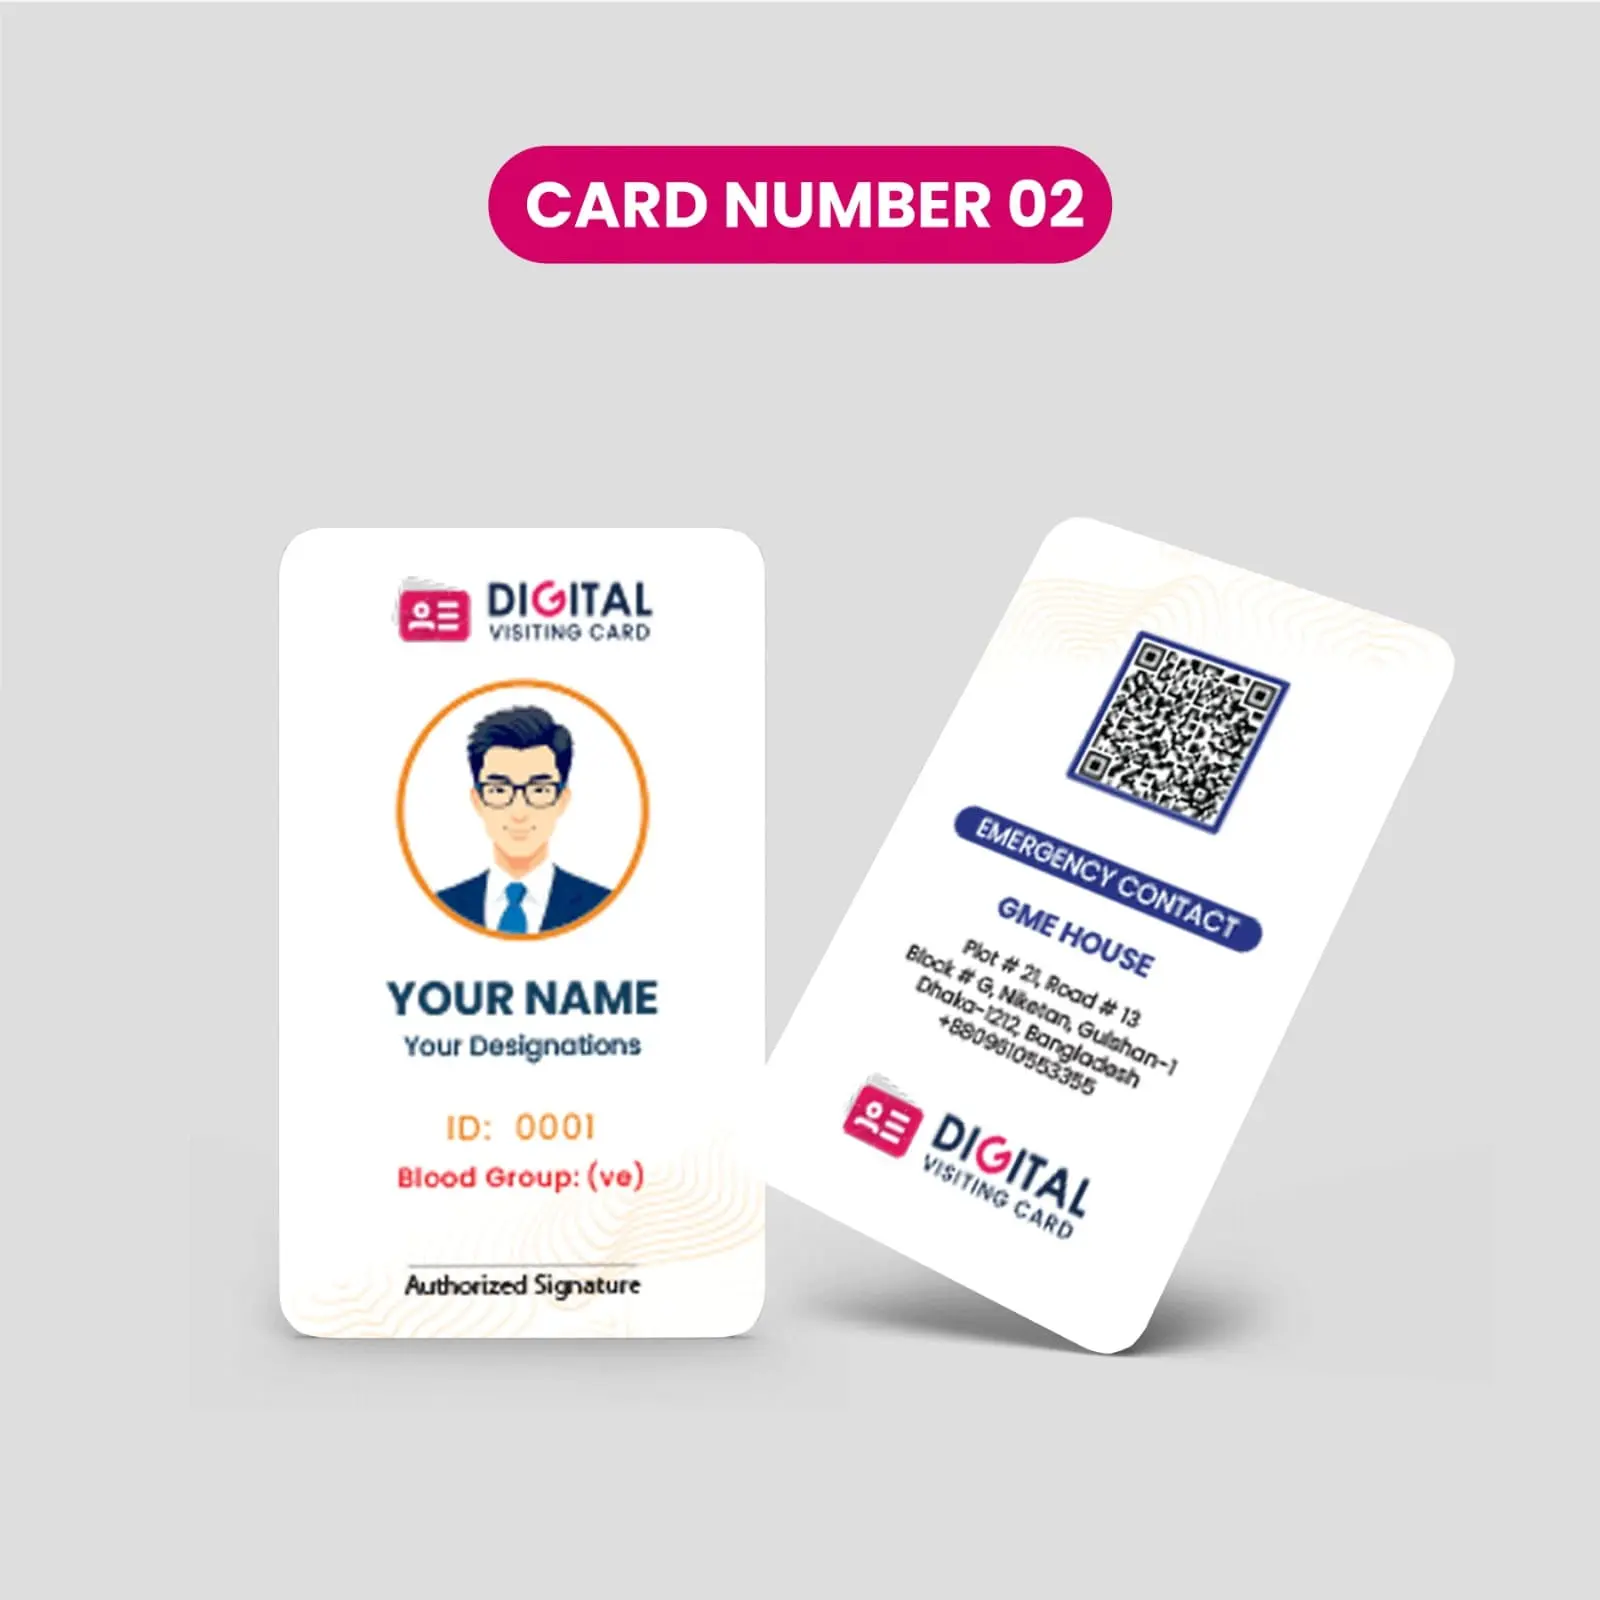 CARD NUMBER 02
DIGITAL
VISITING CARD
YOUR NAME
Your Designations
ID: 0001
Blood Group: (ve)
Authorized Signature
EMERGENCY CONTACT
GME HOUSE
Plot # 21, Road # 13
Block # G, Niketan, Gulshan-1
Dhaka-1212, Bangladesh
+8809610553355
DIGITAL
VISITING CARD